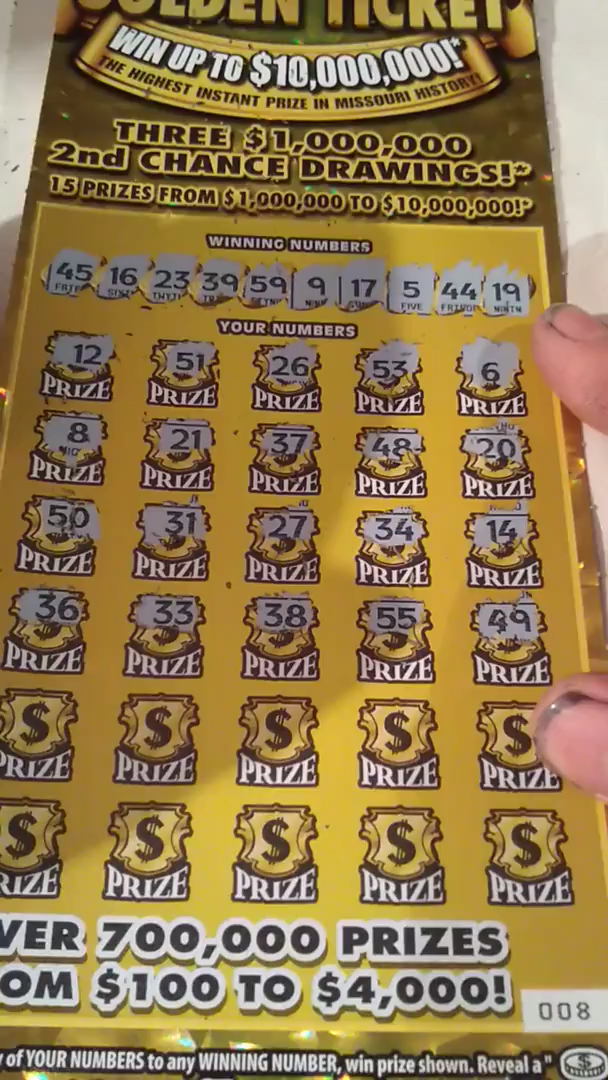 GOLDEN TICKET
WIN UP TO $10,000,000!*
THE HIGHEST INSTANT PRIZE IN MISSOURI HISTORY!
THREE $1,000,000
2nd CHANCE DRAWINGS!*
15 PRIZES FROM $1,000,000 TO $10,000,000!*
WINNING NUMBERS
45 16 23 39 59 9 17 5 44 19
FIVE
YOUR NUMBERS
12 51 26 53 6
PRIZE PRIZE PRIZE PRIZE PRIZE
8 21 37 48 20
PRIZE PRIZE PRIZE PRIZE PRIZE
50 31 27 34 14
PRIZE PRIZE PRIZE PRIZE PRIZE
36 33 38 55 49
PRIZE PRIZE PRIZE PRIZE PRIZE
$ $ $ $ $
PRIZE PRIZE PRIZE PRIZE PRIZE
$ $ $ $ $
RIZE PRIZE PRIZE PRIZE PRIZE
VER 700,000 PRIZES
OM $100 TO $4,000!
008
of YOUR NUMBERS to any WINNING NUMBER, win prize shown. Reveal a "